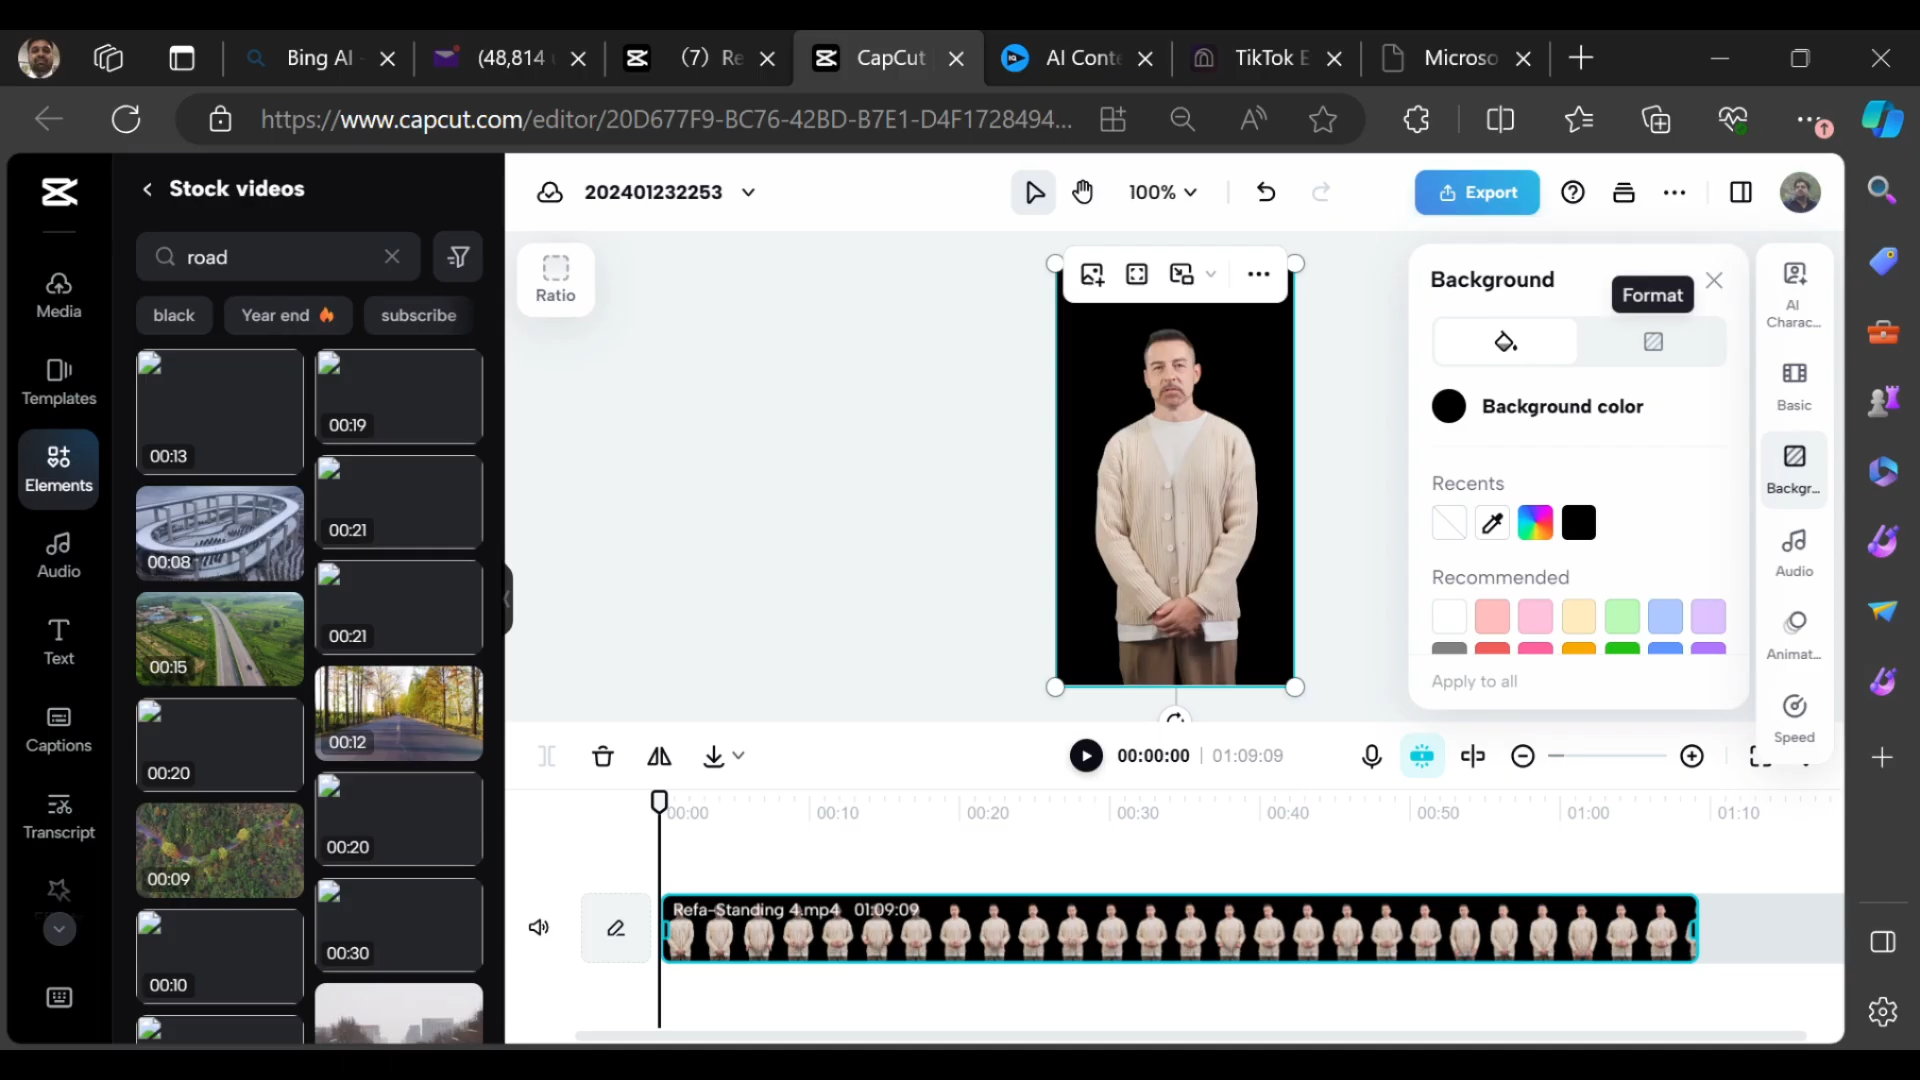 Bing AI
(48,814
(7) Re
CapCut
AI Conte
TikTok E
Microso
https://www.capcut.com/editor/20D677F9-BC76-42BD-B7E1-D4F1728494...
Stock videos
road
black
Year end
subscribe
Media
Templates
Elements
Audio
Text
Captions
Transcript
00:13
00:19
00:08
00:21
00:15
00:21
00:20
00:12
00:09
00:20
00:10
00:30
202401232253
100%
Export
Ratio
Background
Format
Background color
Recents
Recommended
Apply to all
AI
Charac...
Basic
Backgr...
Audio
Animat...
Speed
00:00:00 | 01:09:09
00:00
00:10
00:20
00:30
00:40
00:50
01:00
01:10
Refa-Standing 4.mp4 01:09:09